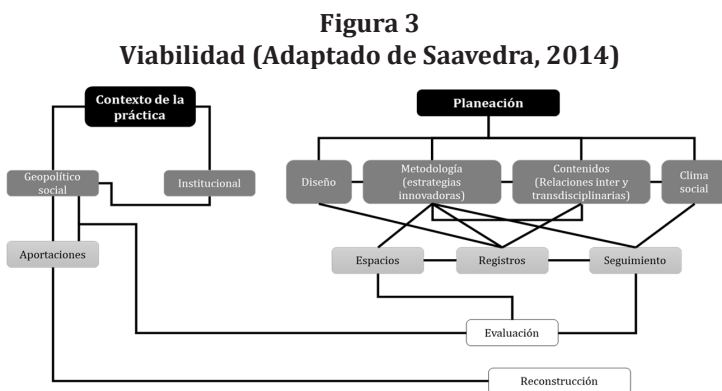 Figura 3
Viabilidad (Adaptado de Saavedra, 2014)
Contexto de la
práctica
Planeación
Geopolítico
social
Institucional
Diseño
Metodología
(estrategias
innovadoras)
Contenidos
(Relaciones inter y
transdisciplinarias)
Clima
social
Aportaciones
Espacios
Registros
Seguimiento
Evaluación
Reconstrucción